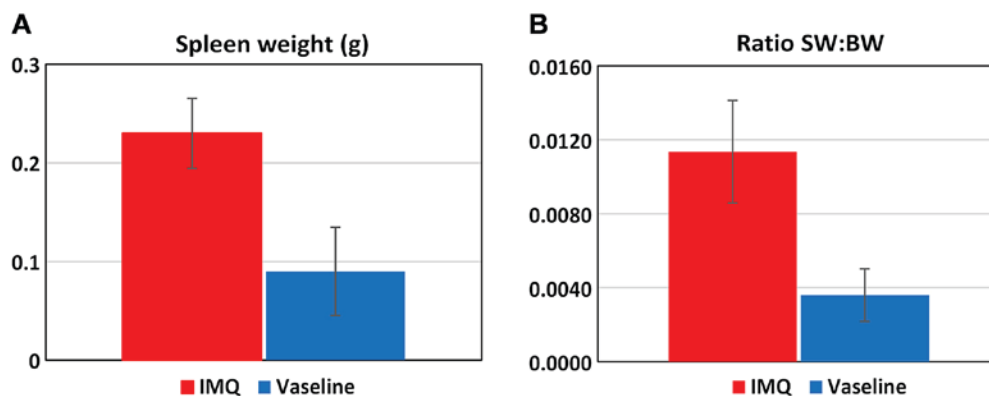 A
Spleen weight (g)
0.3
0.2
0.1
0
IMQ Vaseline
B
Ratio SW:BW
0.0160
0.0120
0.0080
0.0040
0.0000
IMQ Vaseline